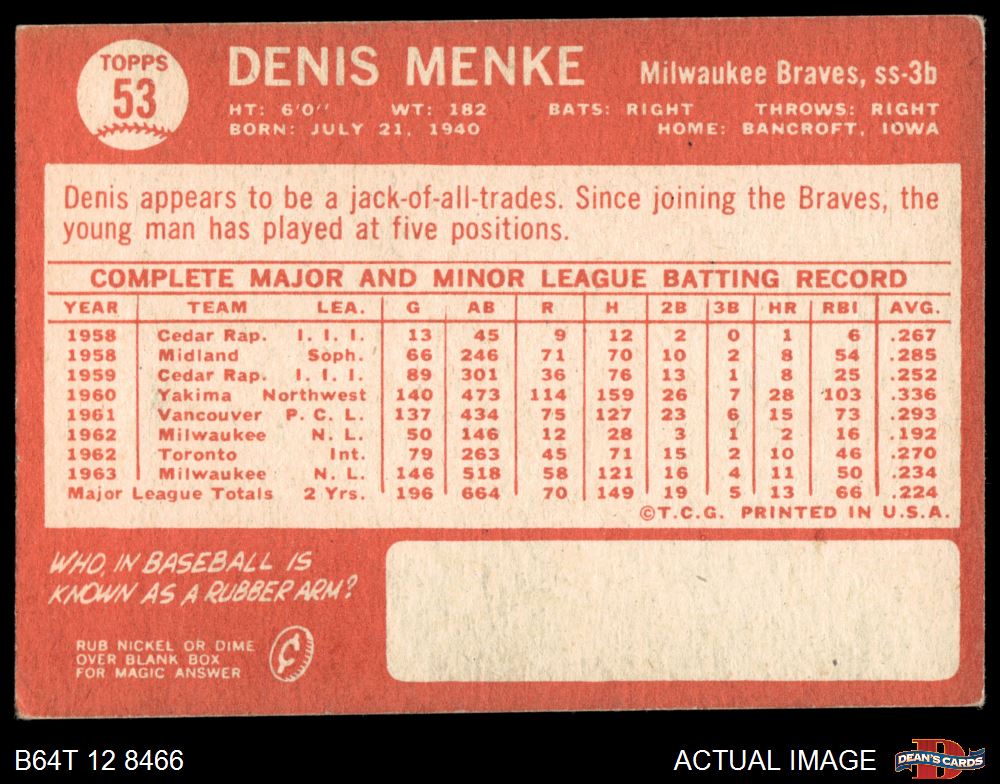 TOPPS
53
DENIS MENKE
Milwaukee Braves, ss-3b
HT: 6'0" WT: 182 BATS: RIGHT THROWS: RIGHT
BORN: JULY 21, 1940 HOME: BANCROFT, IOWA
Denis appears to be a jack-of-all-trades. Since joining the Braves, the
young man has played at five positions.
COMPLETE MAJOR AND MINOR LEAGUE BATTING RECORD
YEAR TEAM LEA. G AB R H 2B 3B HR RBI AVG.
1958 Cedar Rap. I. I. I. 13 45 9 12 2 0 1 6 .267
1958 Midland Soph. 66 246 71 70 10 2 8 54 .285
1959 Cedar Rap. I. I. I. 89 301 36 76 13 1 8 25 .252
1960 Yakima Northwest 140 473 114 159 26 7 28 103 .336
1961 Vancouver P. C. L. 137 434 75 127 23 6 15 73 .293
1962 Milwaukee N. L. 50 146 12 28 3 1 2 16 .192
1962 Toronto Int. 79 263 45 71 15 2 10 46 .270
1963 Milwaukee N. L. 146 518 58 121 16 4 11 50 .234
Major League Totals 2 Yrs. 196 664 70 149 19 5 13 66 .224
©T.C.G. PRINTED IN U.S.A.
WHO, IN BASEBALL IS
KNOWN AS A RUBBER ARM?
RUB NICKEL OR DIME
OVER BLANK BOX
FOR MAGIC ANSWER
¢
B64T 12 8466
ACTUAL IMAGE
DEAN'S CARDS